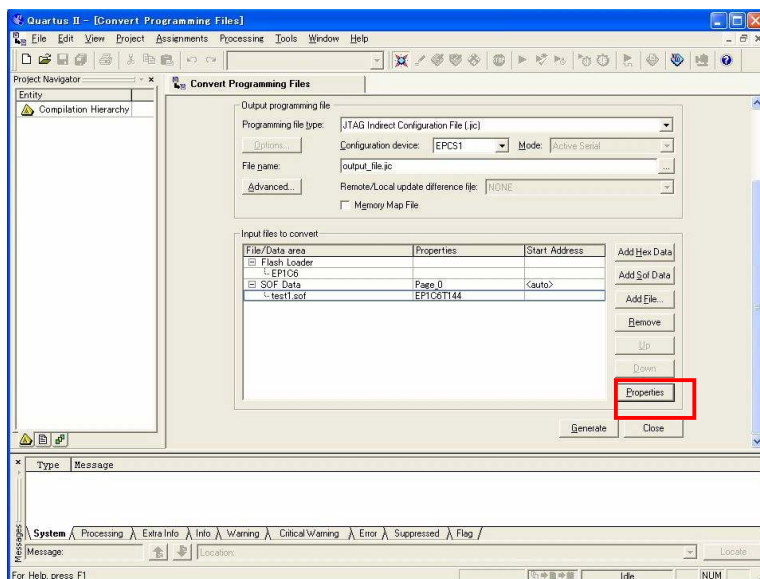 Quartus II - [Convert Programming Files]
File Edit View Project Assignments Processing Tools Window Help
Project Navigator
Convert Programming Files
Entity
Compilation Hierarchy
Output programming file
Programming file type: JTAG Indirect Configuration File (.jic)
Options... Configuration device: EPCS1 Mode: Active Serial
File name: output_file.jic ...
Advanced... Remote/Local update difference file: NONE
Memory Map File
Input files to convert
File/Data area Properties Start Address
Flash Loader
EP1C6
SOF Data Page_0 <auto>
test1.sof EP1C6T144
Add Hex Data
Add Sof Data
Add File...
Remove
Up
Down
Properties
Generate Close
Type Message
System Processing Extra Info Info Warning Critical Warning Error Suppressed Flag
Messages
Message: Location: Locate
For Help, press F1 Idle NUM